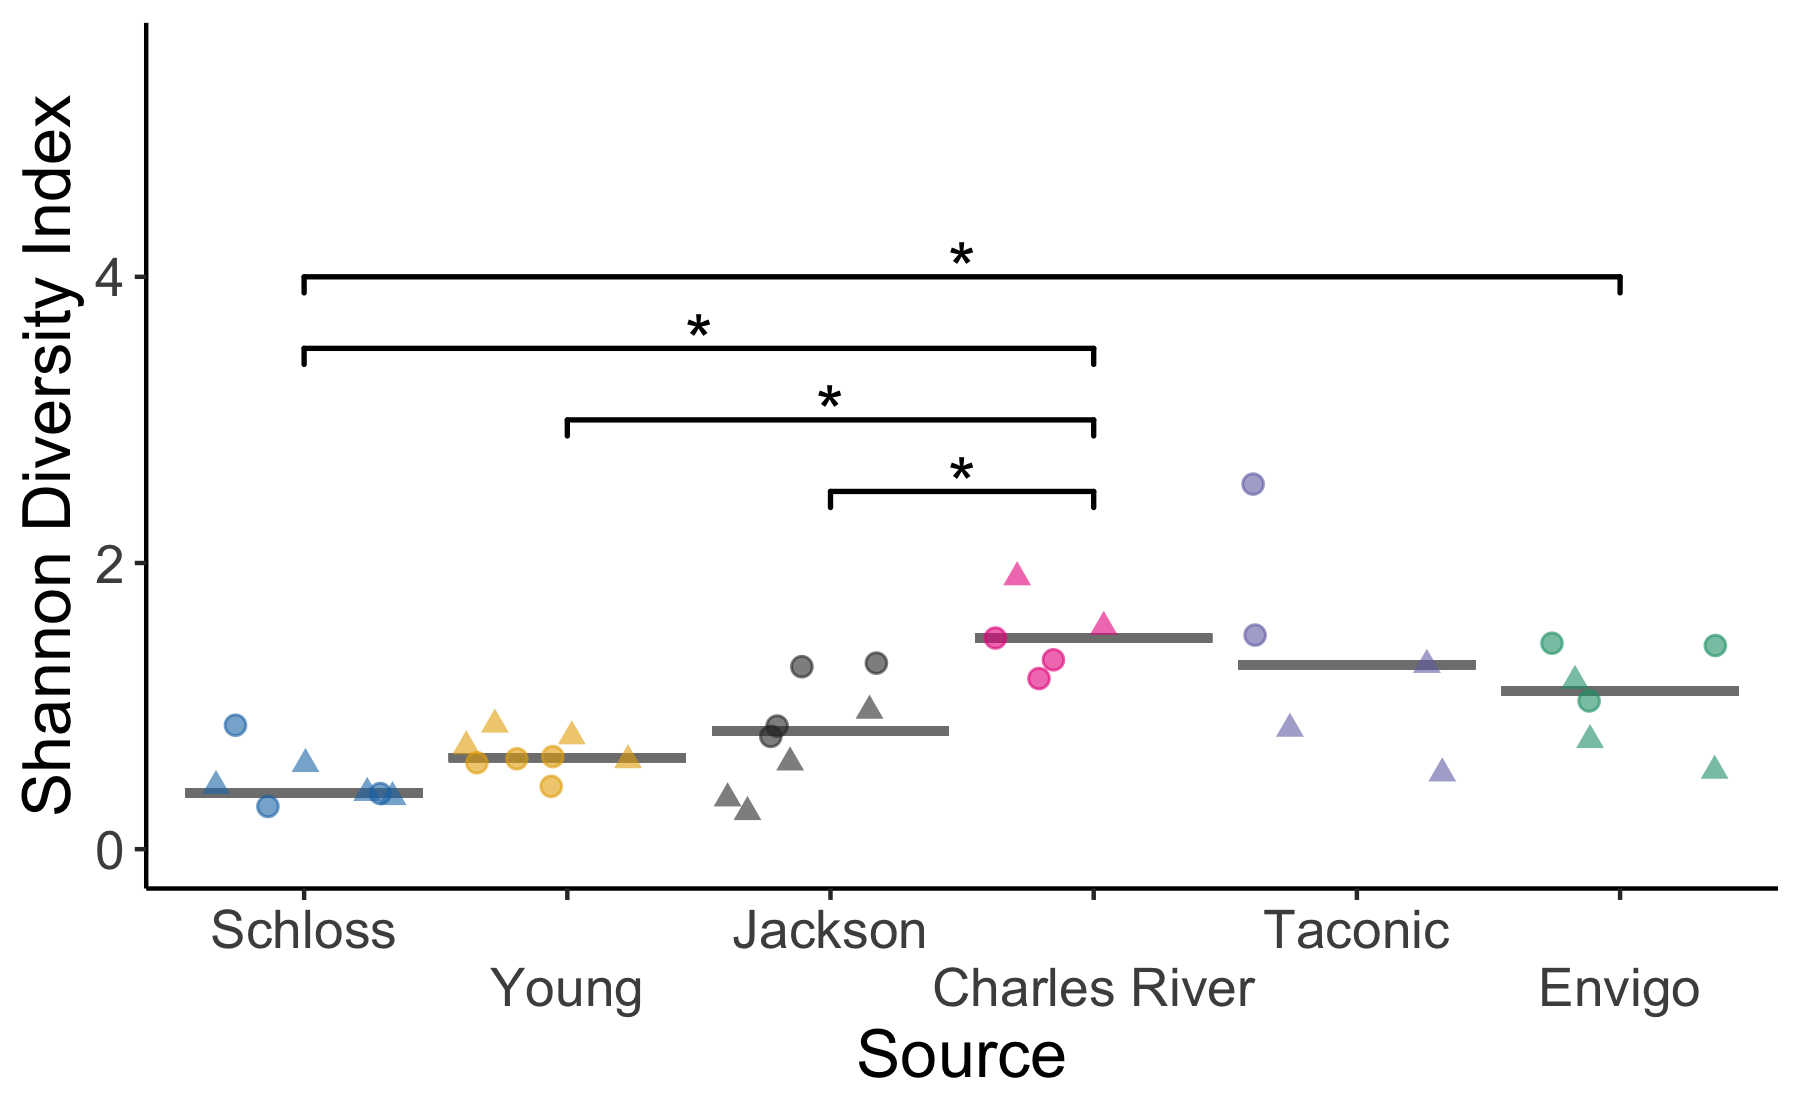 Shannon Diversity Index
4
2
0
*
*
*
*
Schloss
Young
Jackson
Charles River
Taconic
Envigo
Source